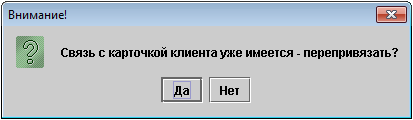 Внимание!
Связь с карточкой клиента уже имеется - перепривязать?
Да
Нет